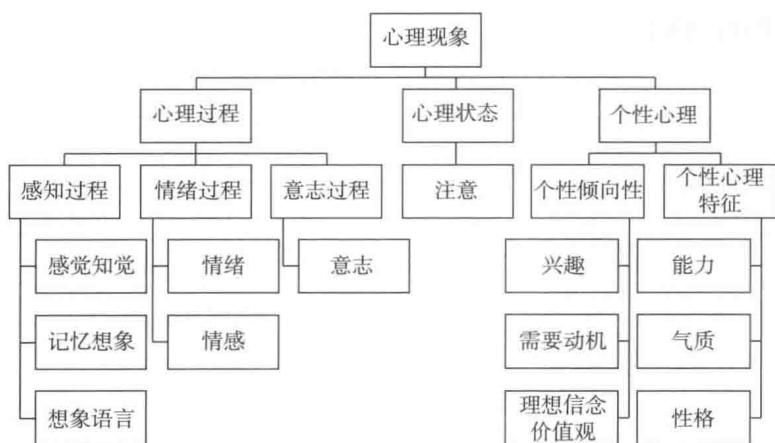 心理现象
心理过程
心理状态
个性心理
感知过程
情绪过程
意志过程
注意
个性倾向性
个性心理
特征
感觉知觉
情绪
意志
兴趣
能力
记忆想象
情感
需要动机
气质
想象语言
理想信念
价值观
性格